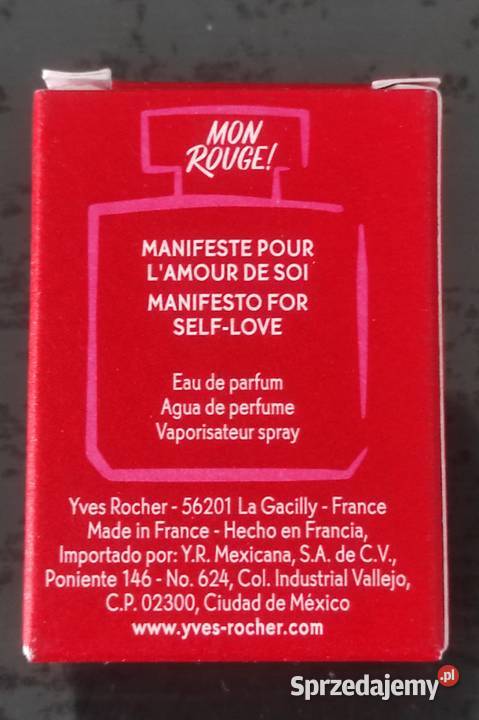 MON
ROUGE!
MANIFESTE POUR
L'AMOUR DE SOI
MANIFESTO FOR
SELF-LOVE
Eau de parfum
Agua de perfume
Vaporisateur spray
Yves Rocher - 56201 La Gacilly - France
Made in France - Hecho en Francia,
Importado por: Y.R. Mexicana, S.A. de C.V.,
Poniente 146 - No. 624, Col. Industrial Vallejo,
C.P. 02300, Ciudad de México
www.yves-rocher.com
Sprzedajemy.pl